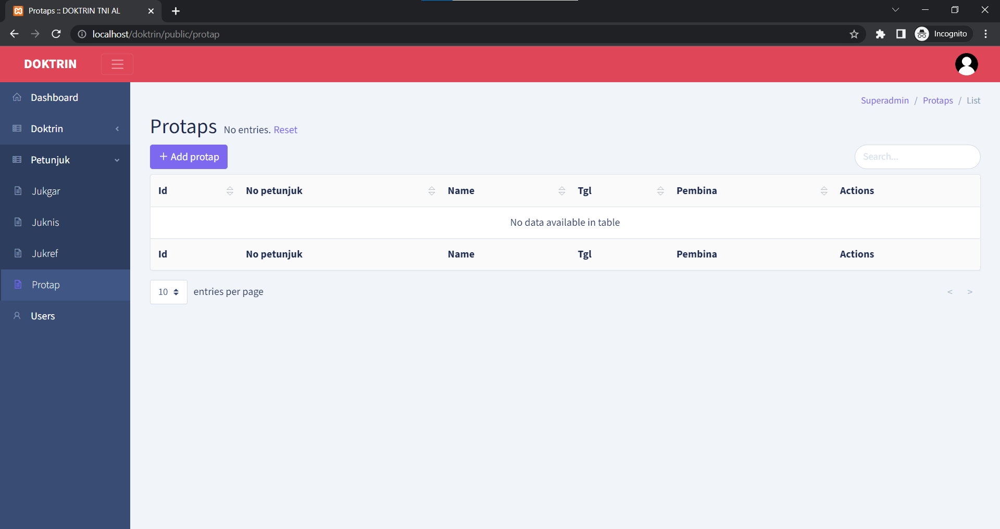 Protaps :: DOKTRIN TNI AL
localhost/doktrin/public/protap
Incognito
DOKTRIN
Dashboard
Doktrin
Petunjuk
Jukgar
Juknis
Jukref
Protap
Users
Superadmin / Protaps / List
Protaps No entries. Reset
+ Add protap
Search...
Id No petunjuk Name Tgl Pembina Actions
No data available in table
Id No petunjuk Name Tgl Pembina Actions
10 entries per page
< >